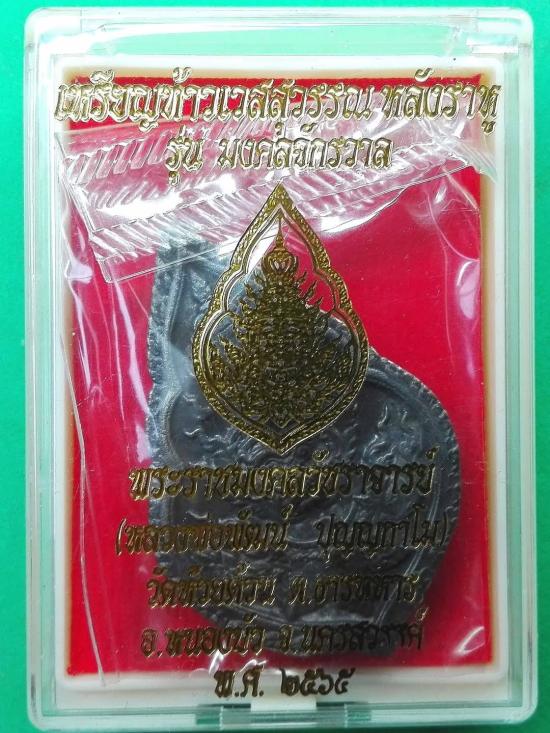 เหรียญท้าวเวสสุวรรณ หลังราหู
รุ่น มงคลจักรวาล
พระราชมงคลวัชราจารย์
(หลวงพ่อพัฒน์ ปุญฺญกาโม)
วัดห้วยด้วน ต.ธารทหาร
อ.หนองบัว จ.นครสวรรค์
พ.ศ. ๒๕๖๕